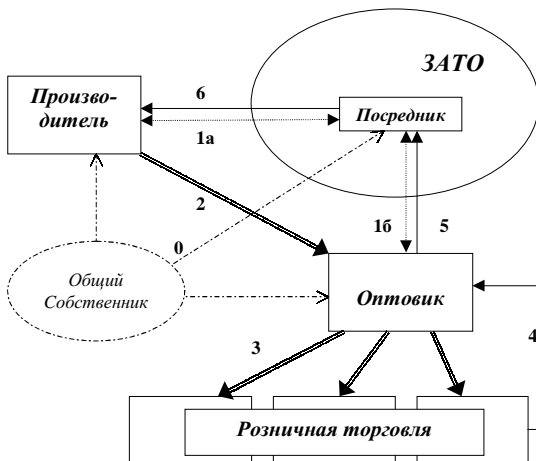 ЗАТО
6
Произво-
дитель
Посредник
1а
2
1б
5
0
Общий
Собственник
Оптовик
3
4
Розничная торговля